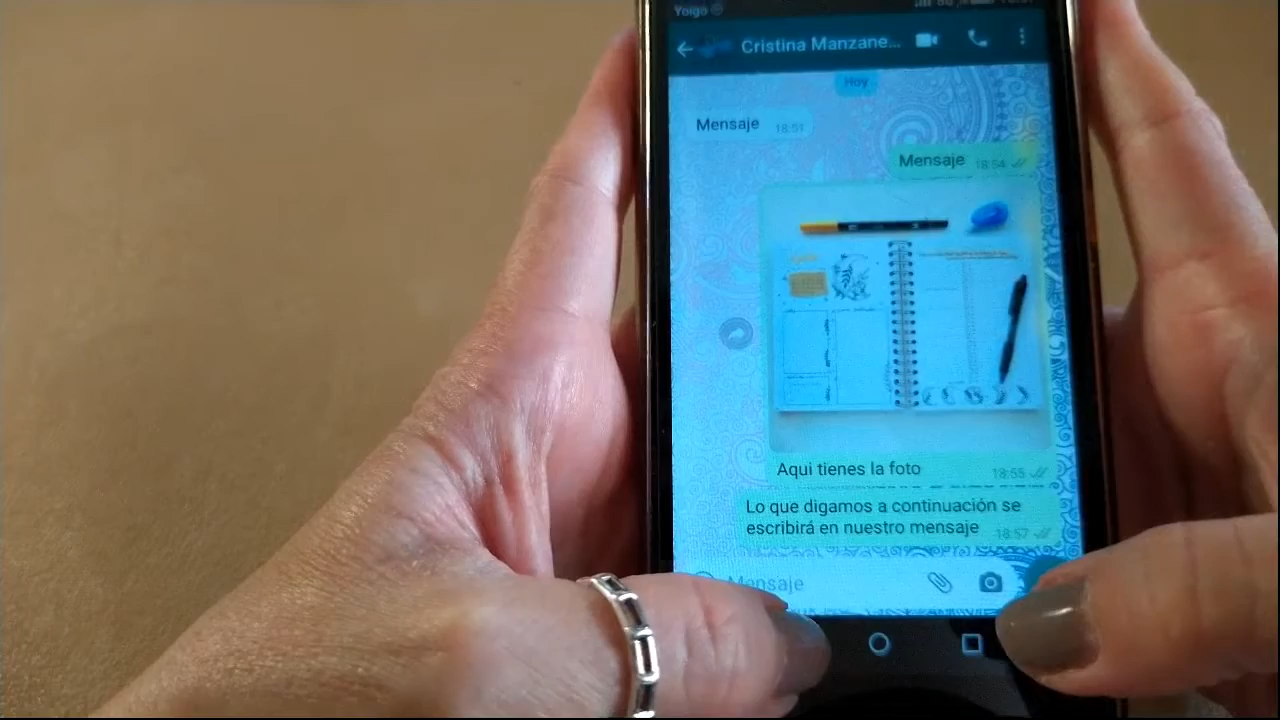 Yoigo
Cristina Manzane...
Hoy
Mensaje 18:51
Mensaje 18:54
Aqui tienes la foto 18:55
Lo que digamos a continuación se
escribirá en nuestro mensaje 18:57
Mensaje